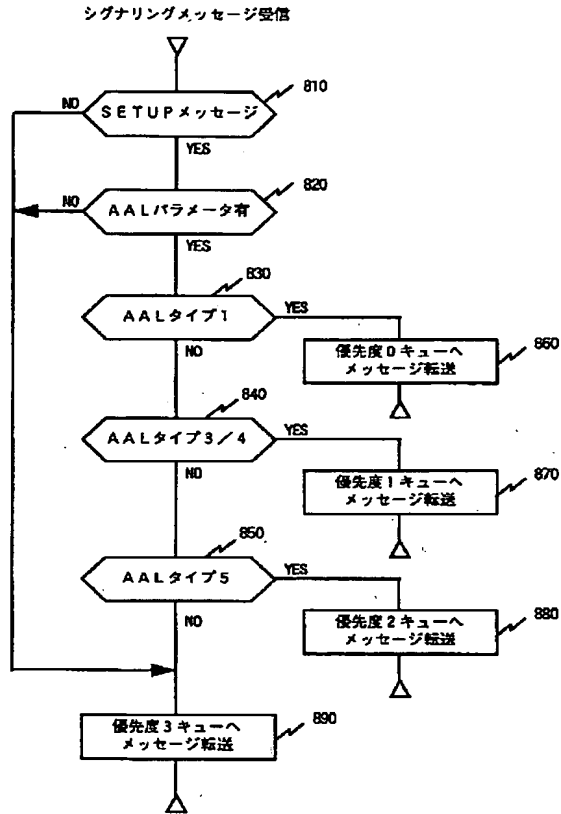 シグナリングメッセージ受信
810
NO
SETUPメッセージ
YES
820
NO
AALパラメータ有
YES
830
AALタイプ1
YES
NO
優先度0キューへ
メッセージ転送
860
840
AALタイプ3/4
YES
NO
優先度1キューへ
メッセージ転送
870
850
AALタイプ5
YES
NO
優先度2キューへ
メッセージ転送
880
優先度3キューへ
メッセージ転送
890